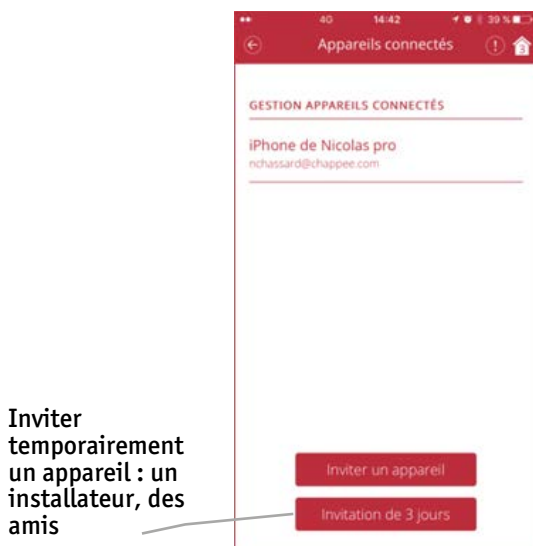 4G 14:42 39 %
Appareils connectés
3
GESTION APPAREILS CONNECTÉS
iPhone de Nicolas pro
nchassard@chappee.com
Inviter
temporairement
un appareil : un
installateur, des
amis
Inviter un appareil
Invitation de 3 jours